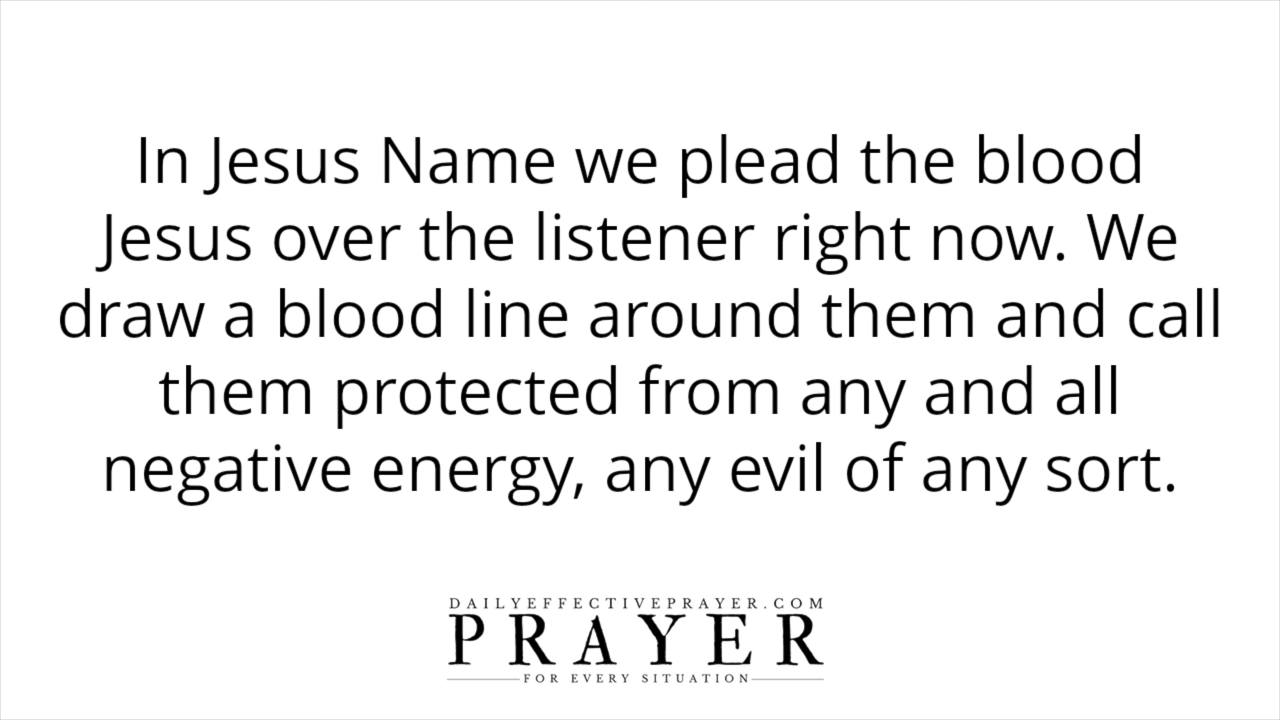 In Jesus Name we plead the blood
Jesus over the listener right now. We
draw a blood line around them and call
them protected from any and all
negative energy, any evil of any sort.
DAILYEFFECTIVEPRAYER.COM
PRAYER
FOR EVERY SITUATION